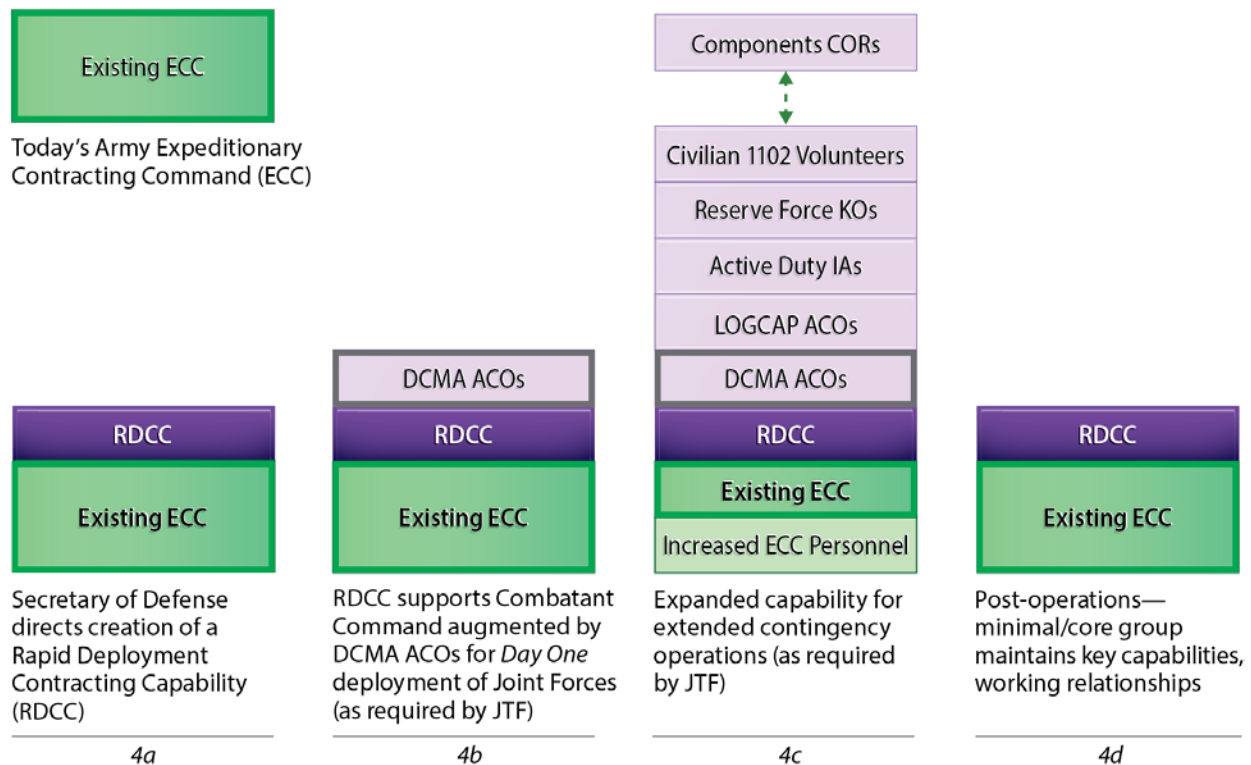 Existing ECC
Today's Army Expeditionary
Contracting Command (ECC)
RDCC
Existing ECC
Secretary of Defense
directs creation of a
Rapid Deployment
Contracting Capability
(RDCC)
4a
DCMA ACOs
RDCC
Existing ECC
RDCC supports Combatant
Command augmented by
DCMA ACOs for Day One
deployment of Joint Forces
(as required by JTF)
4b
Components CORs
Civilian 1102 Volunteers
Reserve Force KOs
Active Duty IAs
LOGCAP ACOs
DCMA ACOs
RDCC
Existing ECC
Increased ECC Personnel
Expanded capability for
extended contingency
operations (as required
by JTF)
4c
RDCC
Existing ECC
Post-operations—
minimal/core group
maintains key capabilities,
working relationships
4d